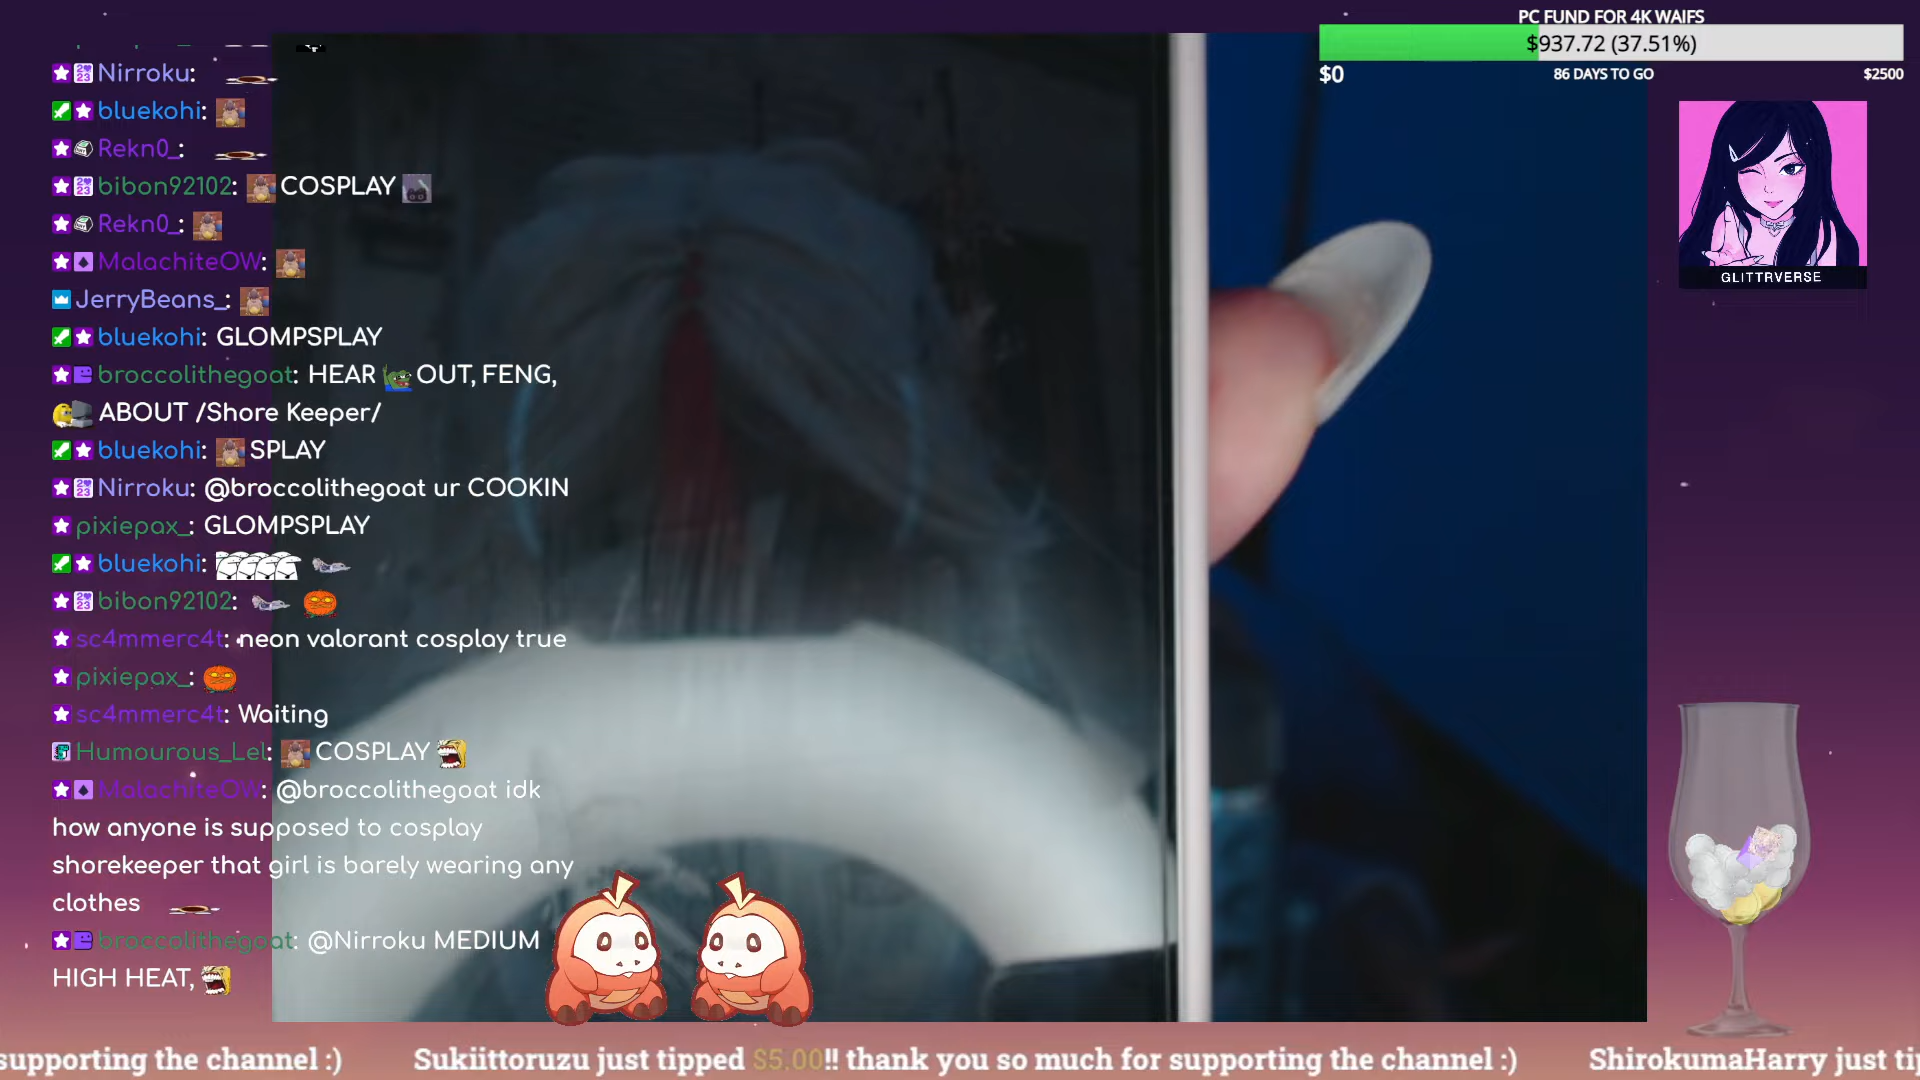 PC FUND FOR 4K WAIFS
$937.72 (37.51%)
$0
86 DAYS TO GO
$2500
GLITTRVERSE
Nirroku:
bluekohi:
Rekn0_:
bibon92102: COSPLAY
Rekn0_:
MalachiteOW:
JerryBeans_:
bluekohi: GLOMPSPLAY
broccolithegoat: HEAR OUT, FENG,
ABOUT /Shore Keeper/
bluekohi: SPLAY
Nirroku: @broccolithegoat ur COOKIN
pixiepax_: GLOMPSPLAY
bluekohi:
bibon92102:
sc4mmerc4t: neon valorant cosplay true
pixiepax_:
sc4mmerc4t: Waiting
Humourous_Lel: COSPLAY
MalachiteOW: @broccolithegoat idk
how anyone is supposed to cosplay
shorekeeper that girl is barely wearing any
clothes
broccolithegoat: @Nirroku MEDIUM
HIGH HEAT,
supporting the channel :) Sukiittoruzu just tipped $5.00!! thank you so much for supporting the channel :) ShirokumaHarry just tip